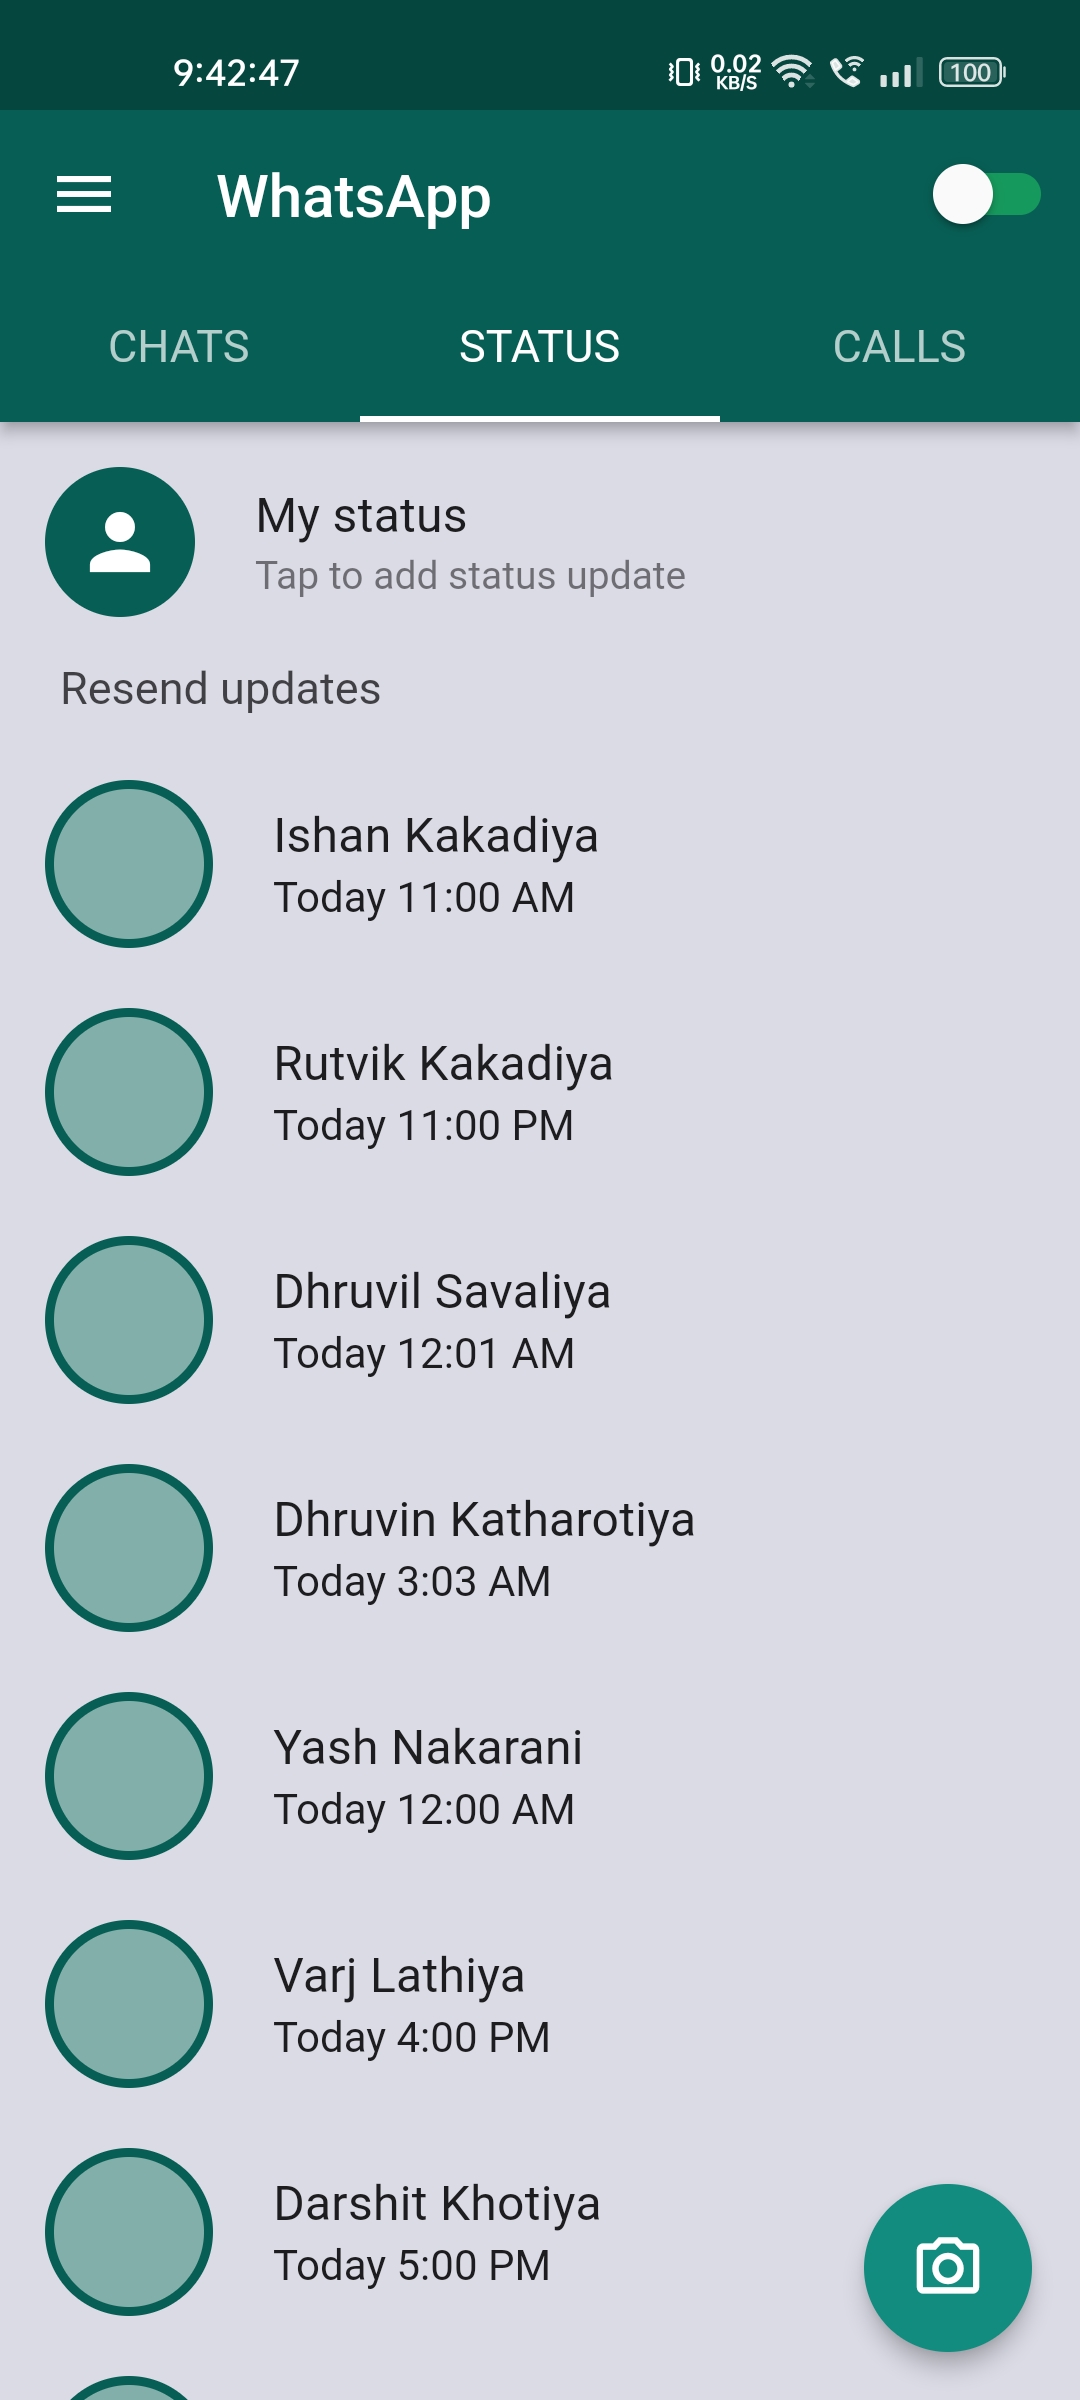 9:42:47
0.02
KB/S
100
WhatsApp
CHATS
STATUS
CALLS
My status
Tap to add status update
Resend updates
Ishan Kakadiya
Today 11:00 AM
Rutvik Kakadiya
Today 11:00 PM
Dhruvil Savaliya
Today 12:01 AM
Dhruvin Katharotiya
Today 3:03 AM
Yash Nakarani
Today 12:00 AM
Varj Lathiya
Today 4:00 PM
Darshit Khotiya
Today 5:00 PM